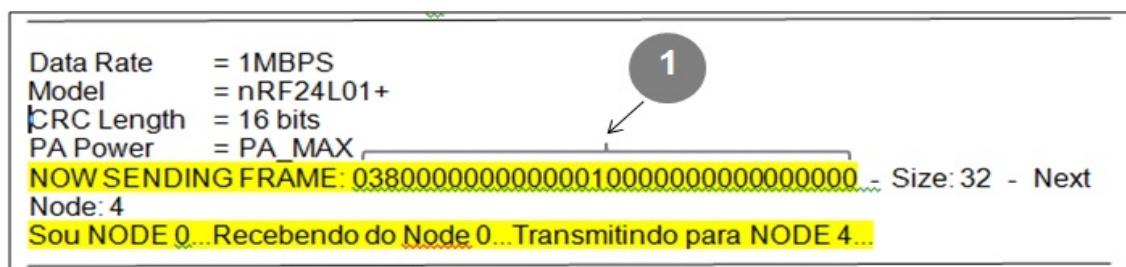 1
Data Rate = 1MBPS
Model = nRF24L01+
CRC Length = 16 bits
PA Power = PA_MAX
NOW SENDING FRAME: 03800000000000010000000000000000 - Size: 32 - Next
Node: 4
Sou NODE 0...Recebendo do Node 0...Transmitindo para NODE 4...